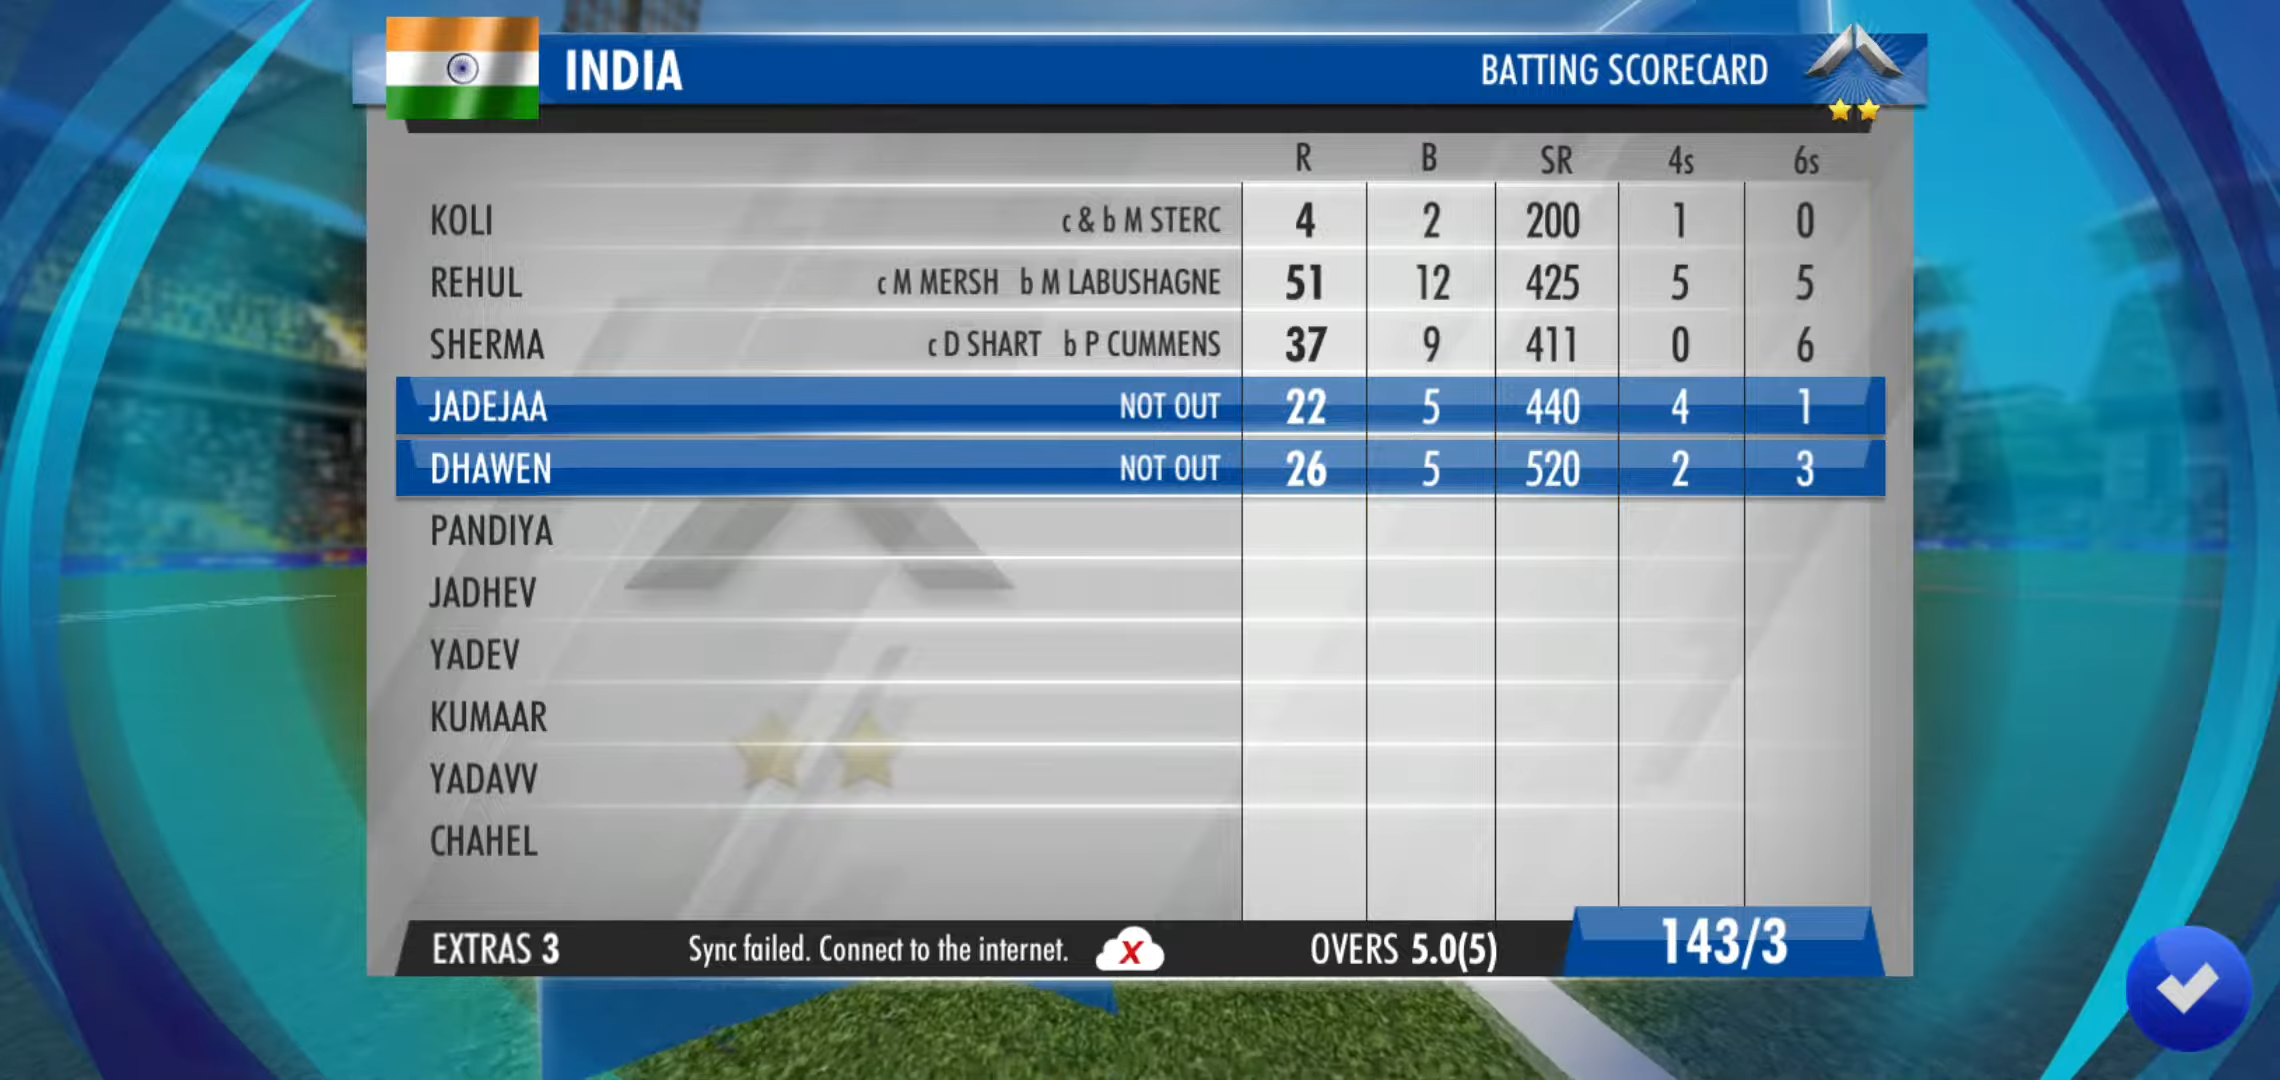 INDIA BATTING SCORECARD
R B SR 4s 6s
KOLI c & b M STERC 4 2 200 1 0
REHUL c M MERSH b M LABUSHAGNE 51 12 425 5 5
SHERMA c D SHART b P CUMMENS 37 9 411 0 6
JADEJAA NOT OUT 22 5 440 4 1
DHAWEN NOT OUT 26 5 520 2 3
PANDIYA
JADHEV
YADEV
KUMAAR
YADAVV
CHAHEL
EXTRAS 3 Sync failed. Connect to the internet. X OVERS 5.0(5) 143/3